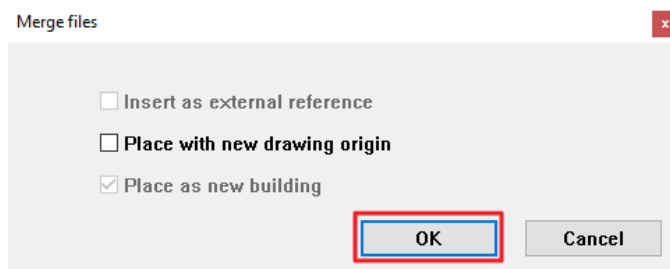 Merge files
x
Insert as external reference
Place with new drawing origin
Place as new building
OK Cancel